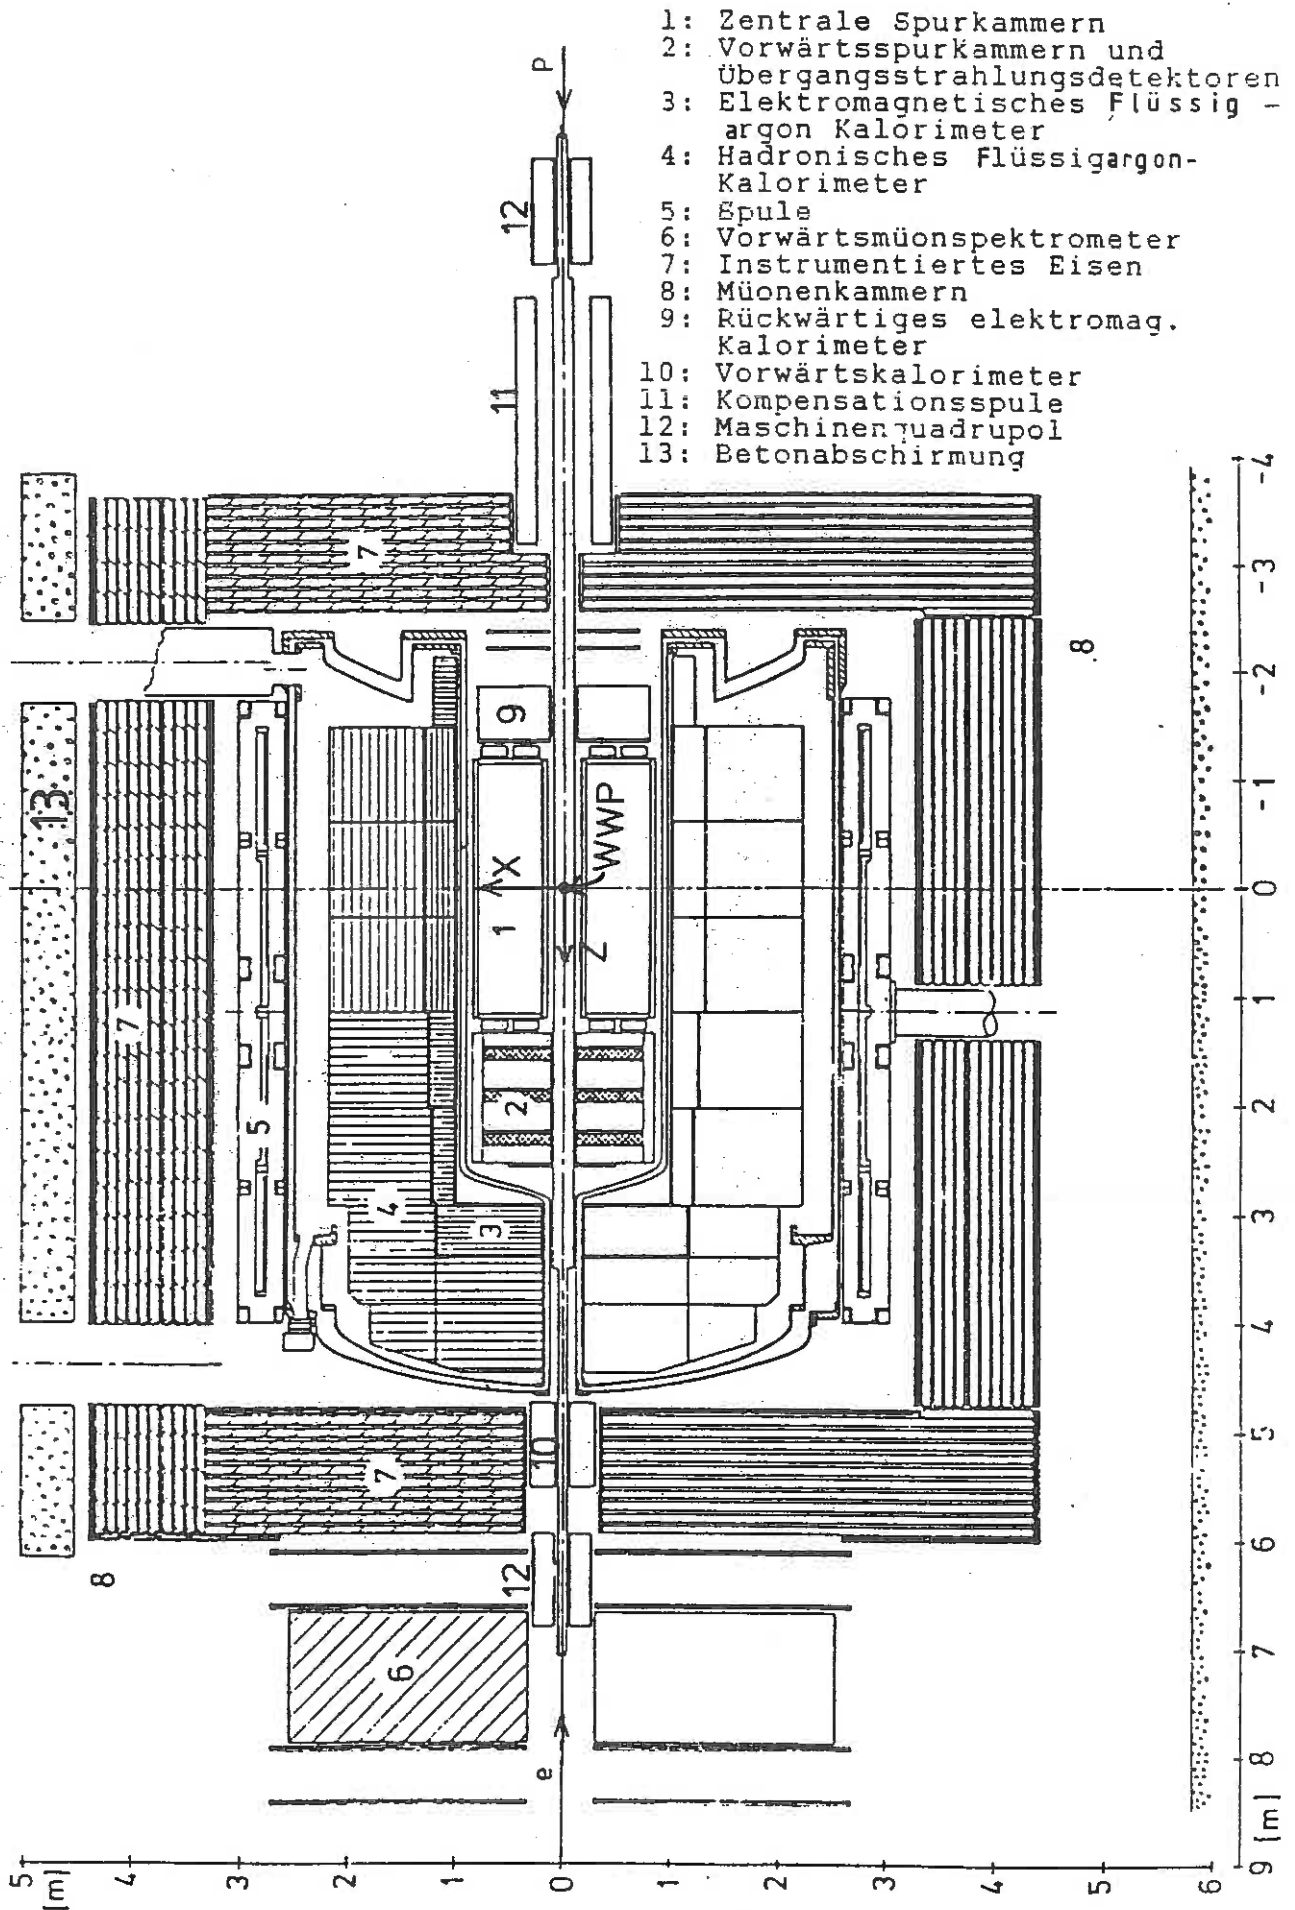 1: Zentrale Spurkammern
2: Vorwärtsspurkammern und
Übergangsstrahlungsdetektoren
3: Elektromagnetisches Flüssig -
argon Kalorimeter
4: Hadronisches Flüssigargon-
Kalorimeter
5: Spule
6: Vorwärtsmüonspektrometer
7: Instrumentiertes Eisen
8: Müonenkammern
9: Rückwärtiges elektromag.
Kalorimeter
10: Vorwärtskalorimeter
11: Kompensationsspule
12: Maschinenquadrupol
13: Betonabschirmung
P
12
11
7
8
9
13
1
X
WWP
Z
7
5
2
4
3
10
7
12
8
6
e
-4
-3
-2
-1
0
1
2
3
4
5
6
7
8
9 [m]
5
[m]
4
3
2
1
0
1
2
3
4
5
6